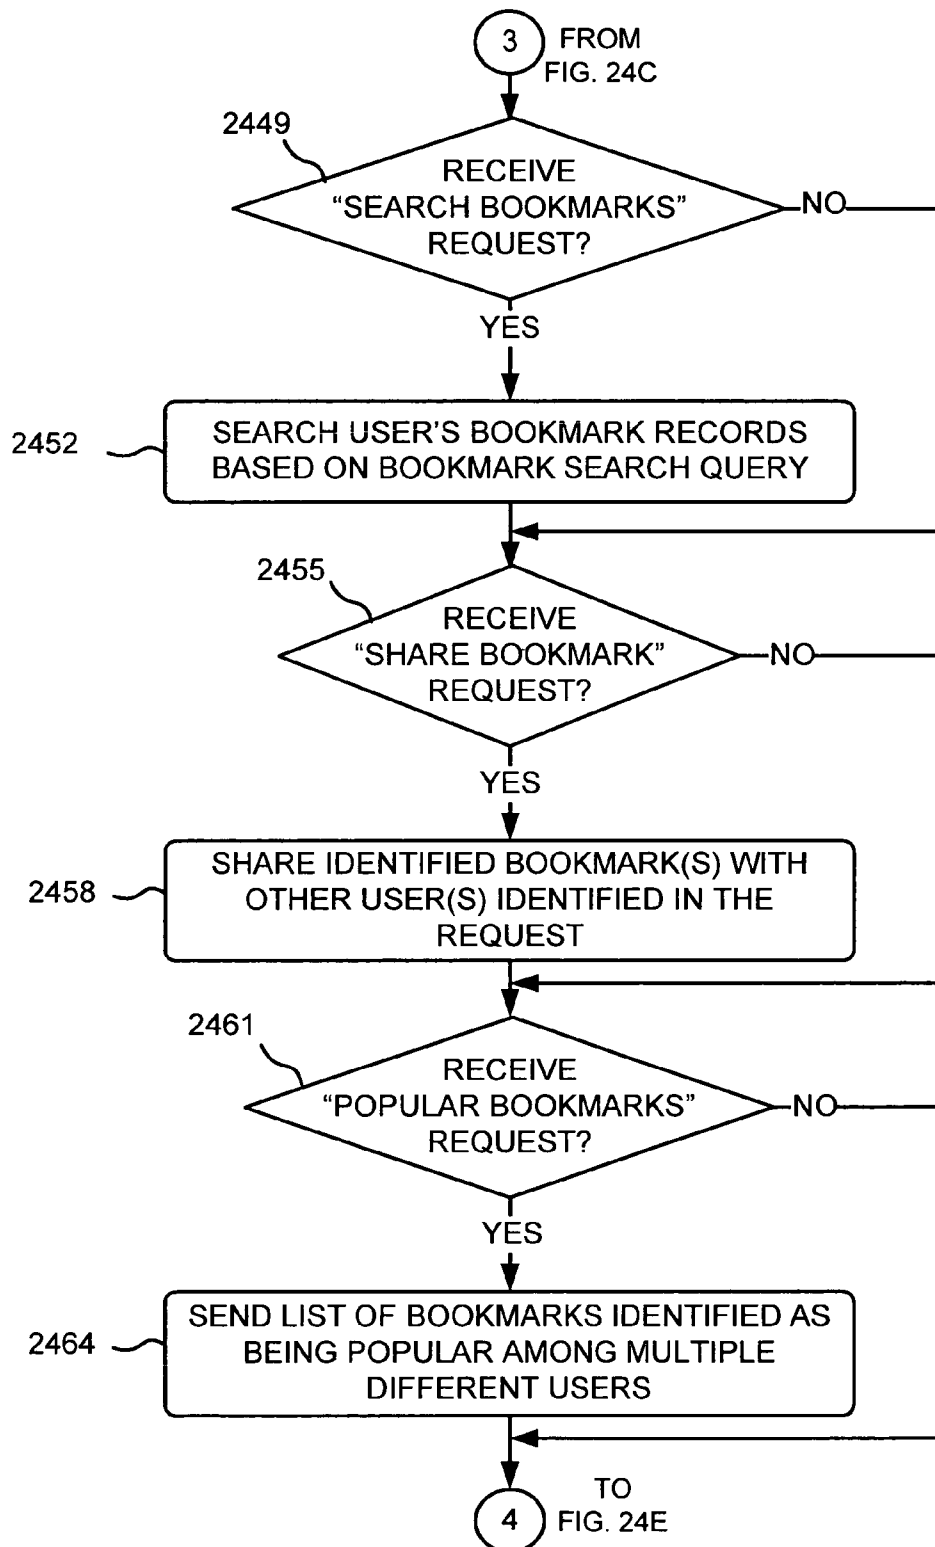 3
FROM
FIG. 24C
2449
RECEIVE
“SEARCH BOOKMARKS”
REQUEST?
NO
YES
2452
SEARCH USER’S BOOKMARK RECORDS
BASED ON BOOKMARK SEARCH QUERY
2455
RECEIVE
“SHARE BOOKMARK”
REQUEST?
NO
YES
2458
SHARE IDENTIFIED BOOKMARK(S) WITH
OTHER USER(S) IDENTIFIED IN THE
REQUEST
2461
RECEIVE
“POPULAR BOOKMARKS”
REQUEST?
NO
YES
2464
SEND LIST OF BOOKMARKS IDENTIFIED AS
BEING POPULAR AMONG MULTIPLE
DIFFERENT USERS
4
TO
FIG. 24E